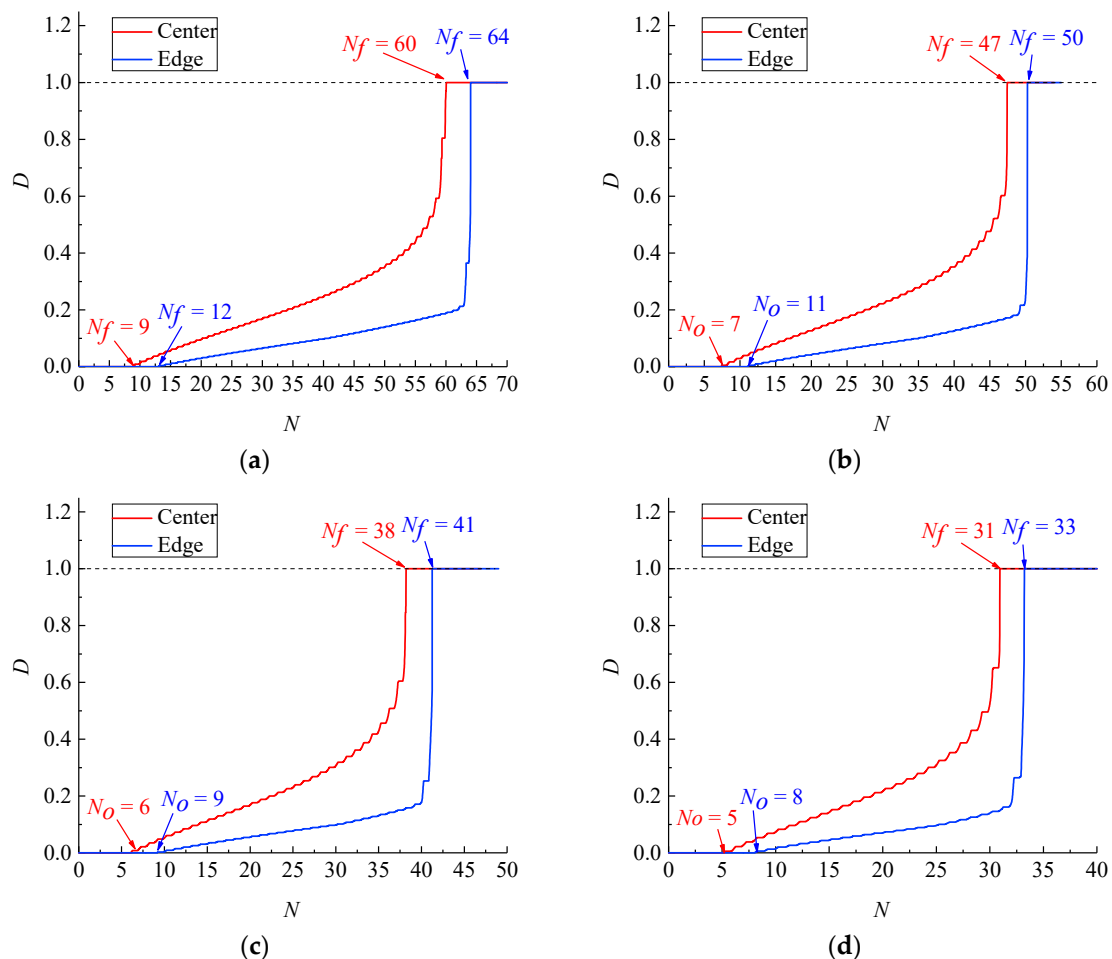 Center
Edge
Nf = 60
Nf = 64
1.2
1.0
0.8
0.6
0.4
0.2
0.0
D
Nf = 9
Nf = 12
0 5 10 15 20 25 30 35 40 45 50 55 60 65 70
N
(a)
Center
Edge
Nf = 47
Nf = 50
1.2
1.0
0.8
0.6
0.4
0.2
0.0
D
NO = 7
NO = 11
0 5 10 15 20 25 30 35 40 45 50 55 60
N
(b)
Center
Edge
Nf = 38
Nf = 41
1.2
1.0
0.8
0.6
0.4
0.2
0.0
D
NO = 6
NO = 9
0 5 10 15 20 25 30 35 40 45 50
N
(c)
Center
Edge
Nf = 31
Nf = 33
1.2
1.0
0.8
0.6
0.4
0.2
0.0
D
No = 5
NO = 8
0 5 10 15 20 25 30 35 40
N
(d)